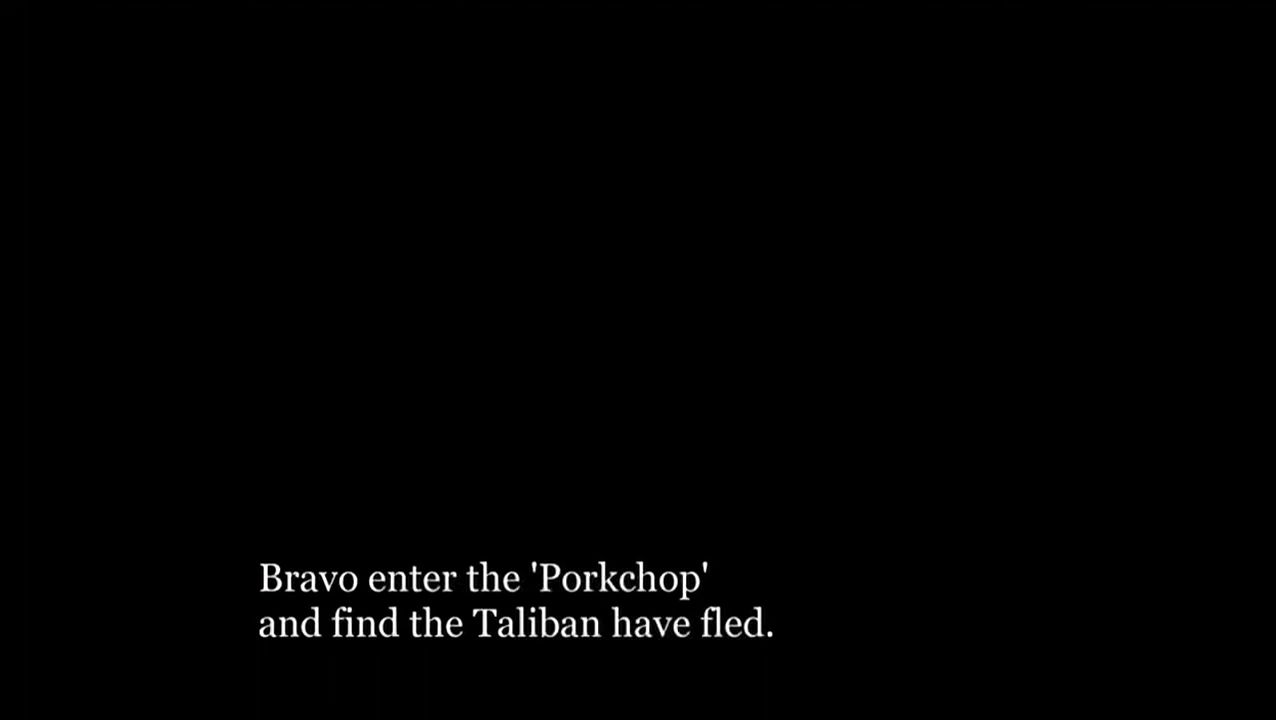 Bravo enter the 'Porkchop'
and find the Taliban have fled.